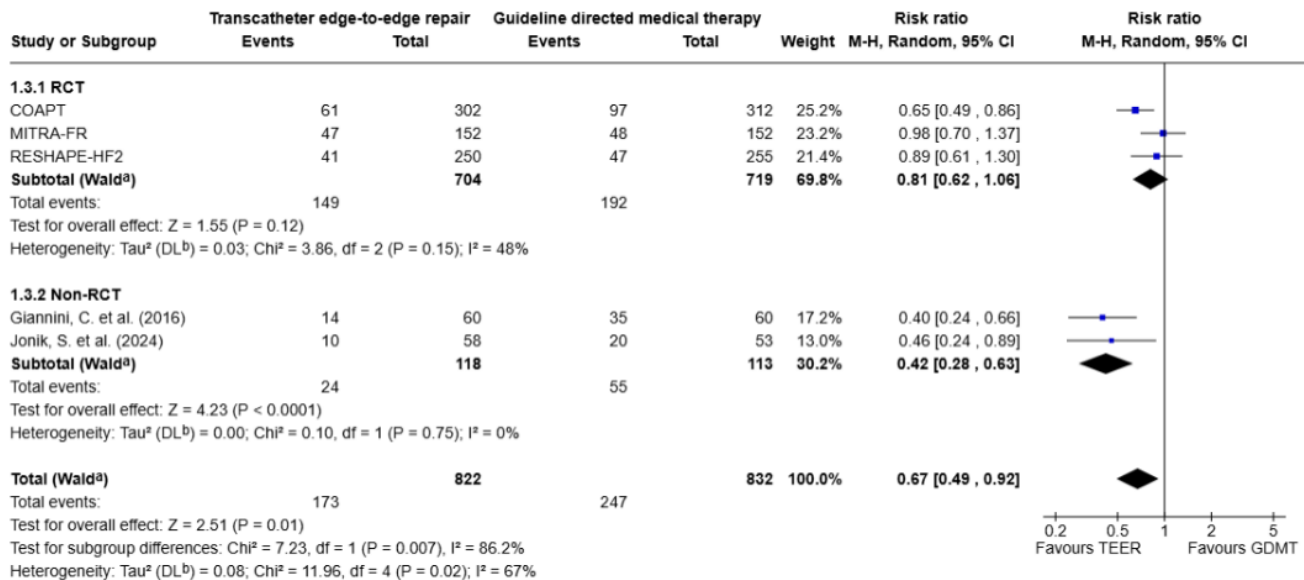 Transcatheter edge-to-edge repair Guideline directed medical therapy Risk ratio Risk ratio
Study or Subgroup Events Total Events Total Weight M-H, Random, 95% CI M-H, Random, 95% CI
1.3.1 RCT
COAPT 61 302 97 312 25.2% 0.65 [0.49 , 0.86]
MITRA-FR 47 152 48 152 23.2% 0.98 [0.70 , 1.37]
RESHAPE-HF2 41 250 47 255 21.4% 0.89 [0.61 , 1.30]
Subtotal (Waldᵃ) 704 719 69.8% 0.81 [0.62 , 1.06]
Total events: 149 192
Test for overall effect: Z = 1.55 (P = 0.12)
Heterogeneity: Tau² (DLᵇ) = 0.03; Chi² = 3.86, df = 2 (P = 0.15); I² = 48%
1.3.2 Non-RCT
Giannini, C. et al. (2016) 14 60 35 60 17.2% 0.40 [0.24 , 0.66]
Jonik, S. et al. (2024) 10 58 20 53 13.0% 0.46 [0.24 , 0.89]
Subtotal (Waldᵃ) 118 113 30.2% 0.42 [0.28 , 0.63]
Total events: 24 55
Test for overall effect: Z = 4.23 (P < 0.0001)
Heterogeneity: Tau² (DLᵇ) = 0.00; Chi² = 0.10, df = 1 (P = 0.75); I² = 0%
Total (Waldᵃ) 822 832 100.0% 0.67 [0.49 , 0.92]
Total events: 173 247
Test for overall effect: Z = 2.51 (P = 0.01)
0.2 0.5 1 2 5
Test for subgroup differences: Chi² = 7.23, df = 1 (P = 0.007), I² = 86.2%
Favours TEER Favours GDMT
Heterogeneity: Tau² (DLᵇ) = 0.08; Chi² = 11.96, df = 4 (P = 0.02); I² = 67%